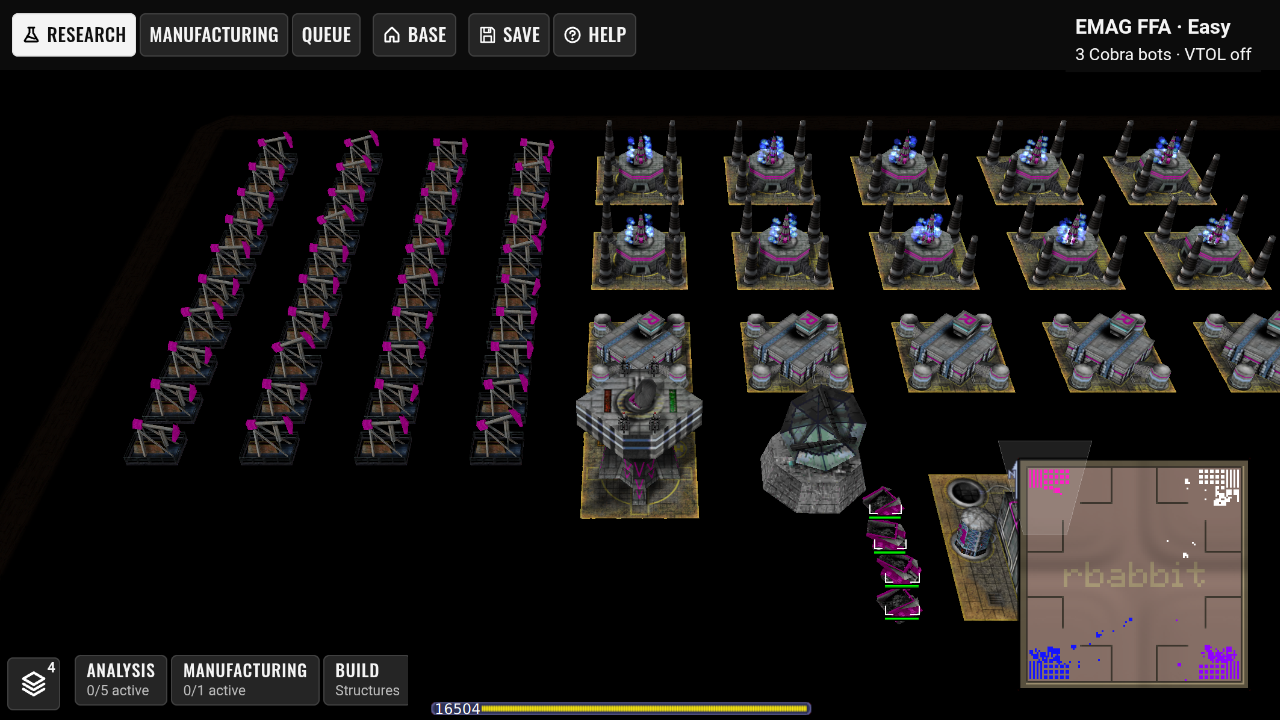 RESEARCH
MANUFACTURING
QUEUE
BASE
SAVE
HELP
EMAG FFA · Easy
3 Cobra bots · VTOL off
rbabbit
4
ANALYSIS
0/5 active
MANUFACTURING
0/1 active
BUILD
Structures
16504